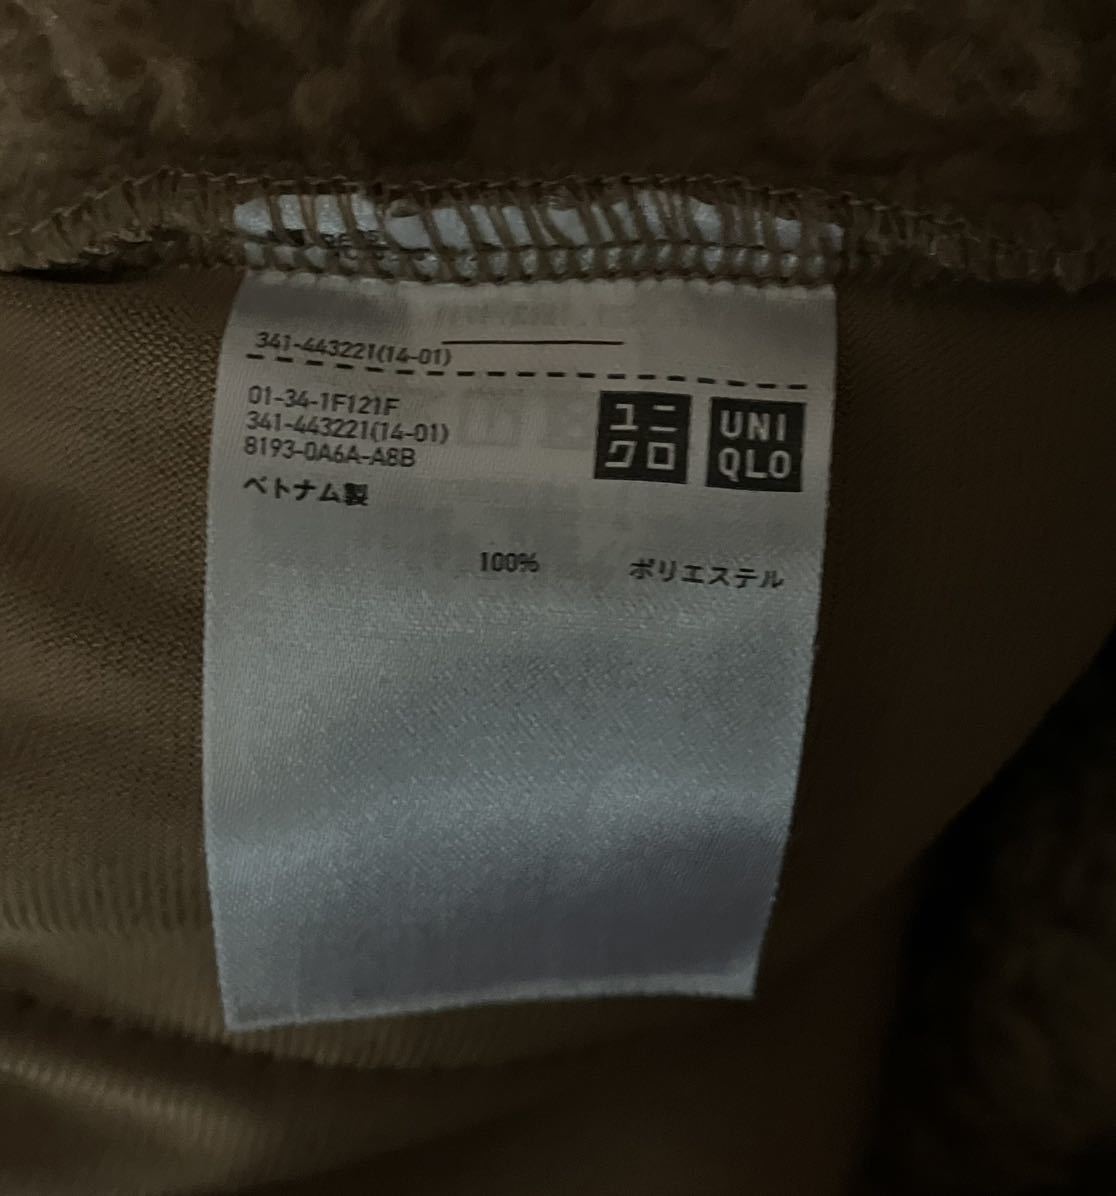 341-443221(14-01)
01-34-1F121F
341-443221(14-01)
8193-0A6A-A8B
ベトナム製
ユニ
クロ
UNI
QLO
100% ポリエステル